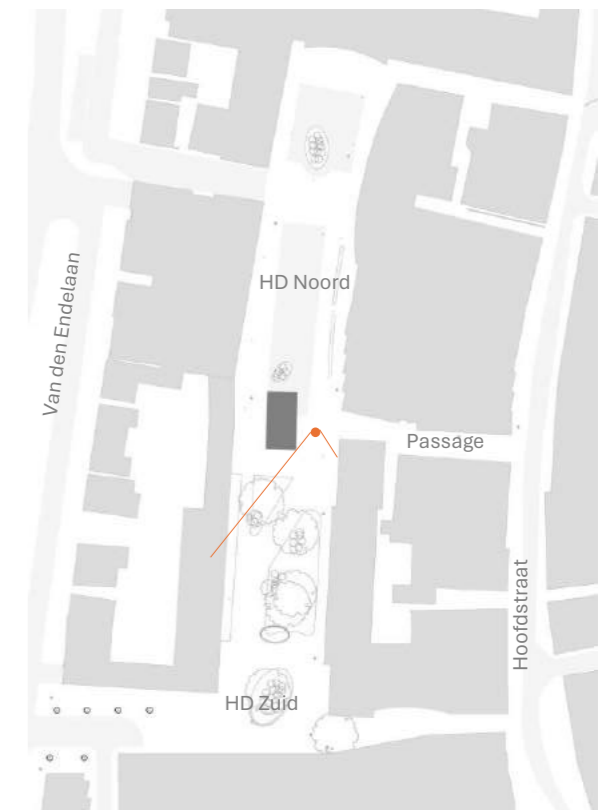 HD Noord
Van den Endelaan
Passage
Hoofdstraat
HD Zuid